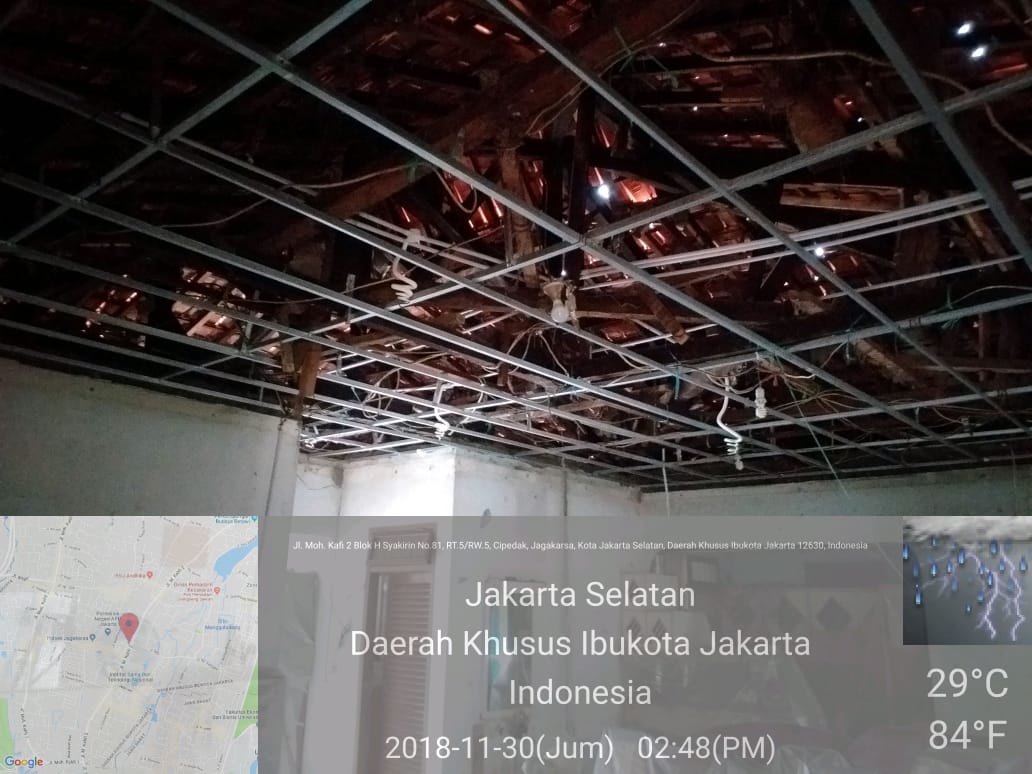 Jl. Moh. Kafi 2 Blok H Syakirin No.81, RT.5/RW.5, Cipedak, Jagakarsa, Kota Jakarta Selatan, Daerah Khusus Ibukota Jakarta 12630, Indonesia
Jakarta Selatan
Daerah Khusus Ibukota Jakarta
Indonesia
2018-11-30(Jum) 02:48(PM)
29°C
84°F
Google